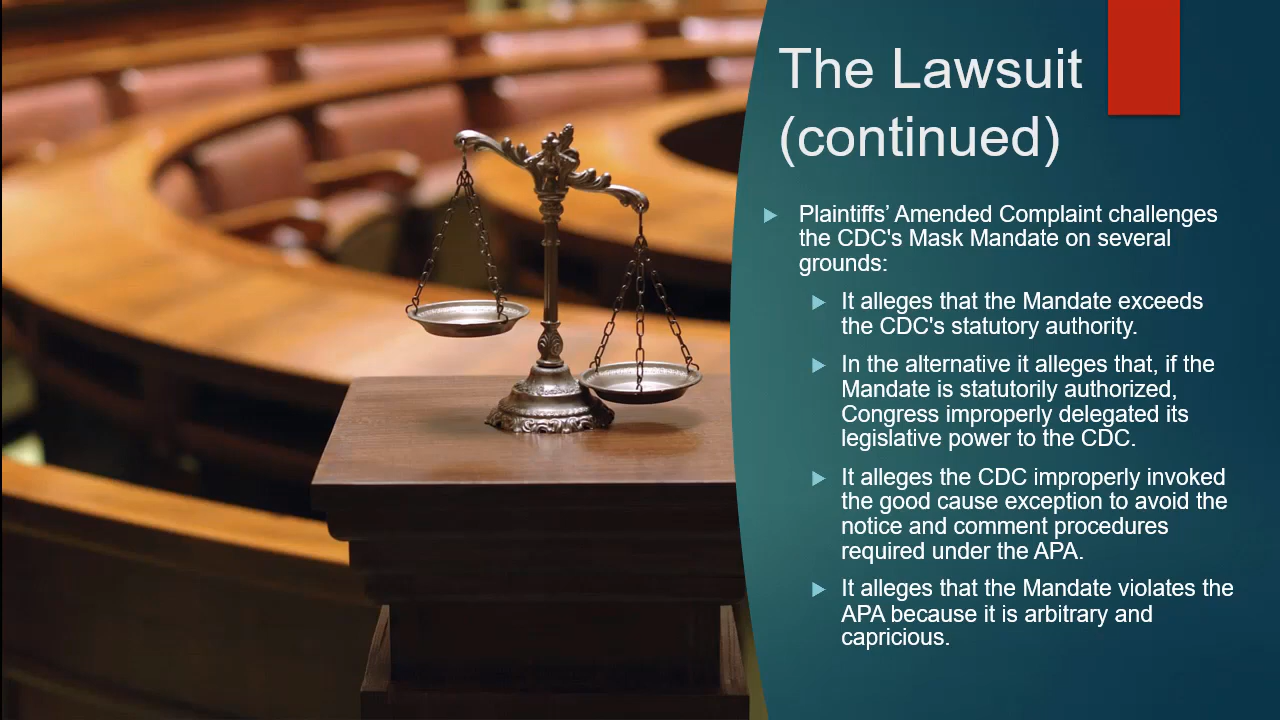 The Lawsuit
(continued)
Plaintiffs’ Amended Complaint challenges
the CDC's Mask Mandate on several
grounds:
It alleges that the Mandate exceeds
the CDC's statutory authority.
In the alternative it alleges that, if the
Mandate is statutorily authorized,
Congress improperly delegated its
legislative power to the CDC.
It alleges the CDC improperly invoked
the good cause exception to avoid the
notice and comment procedures
required under the APA.
It alleges that the Mandate violates the
APA because it is arbitrary and
capricious.